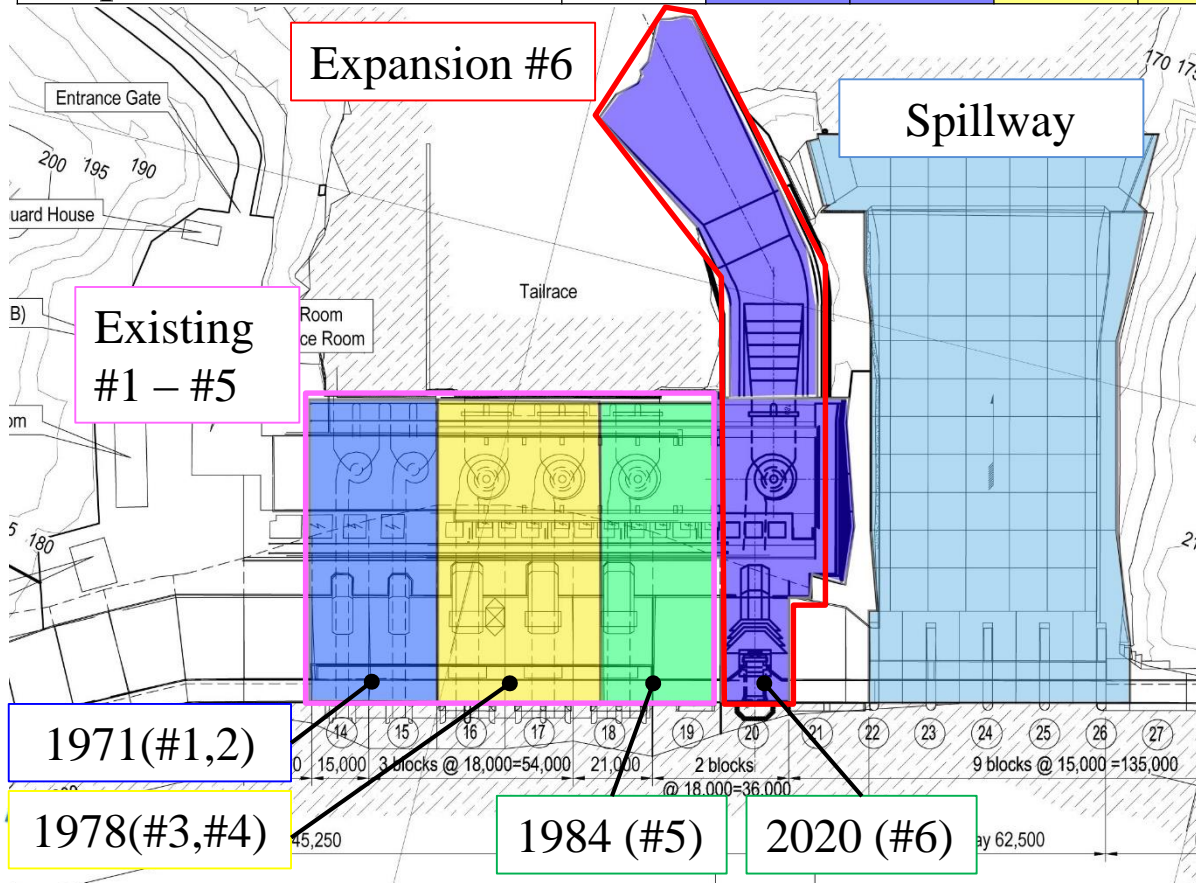 Expansion #6
Spillway
170
175
Entrance Gate
200
195
190
uard House
Tailrace
B)
Room
ce Room
Existing
#1 – #5
om
5
180
1971(#1,2)
14
15
16
17
18
19
20
21
22
23
24
25
26
27
0
15,000
3 blocks @ 18,000=54,000
21,000
2 blocks
@ 18,000=36,000
9 blocks @ 15,000 =135,000
1978(#3,#4)
45,250
1984 (#5)
2020 (#6)
ay 62,500